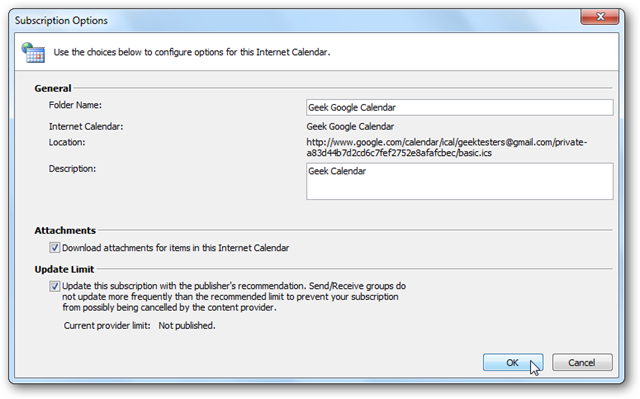 Subscription Options
Use the choices below to configure options for this Internet Calendar.
General
Folder Name: Geek Google Calendar
Internet Calendar: Geek Google Calendar
Location: http://www.google.com/calendar/ical/geektesters@gmail.com/private-
a83d44b7d2cd6c7fef2752e8afafcbec/basic.ics
Description: Geek Calendar
Attachments
Download attachments for items in this Internet Calendar
Update Limit
Update this subscription with the publisher's recommendation. Send/Receive groups do
not update more frequently than the recommended limit to prevent your subscription
from possibly being cancelled by the content provider.
Current provider limit: Not published.
OK Cancel